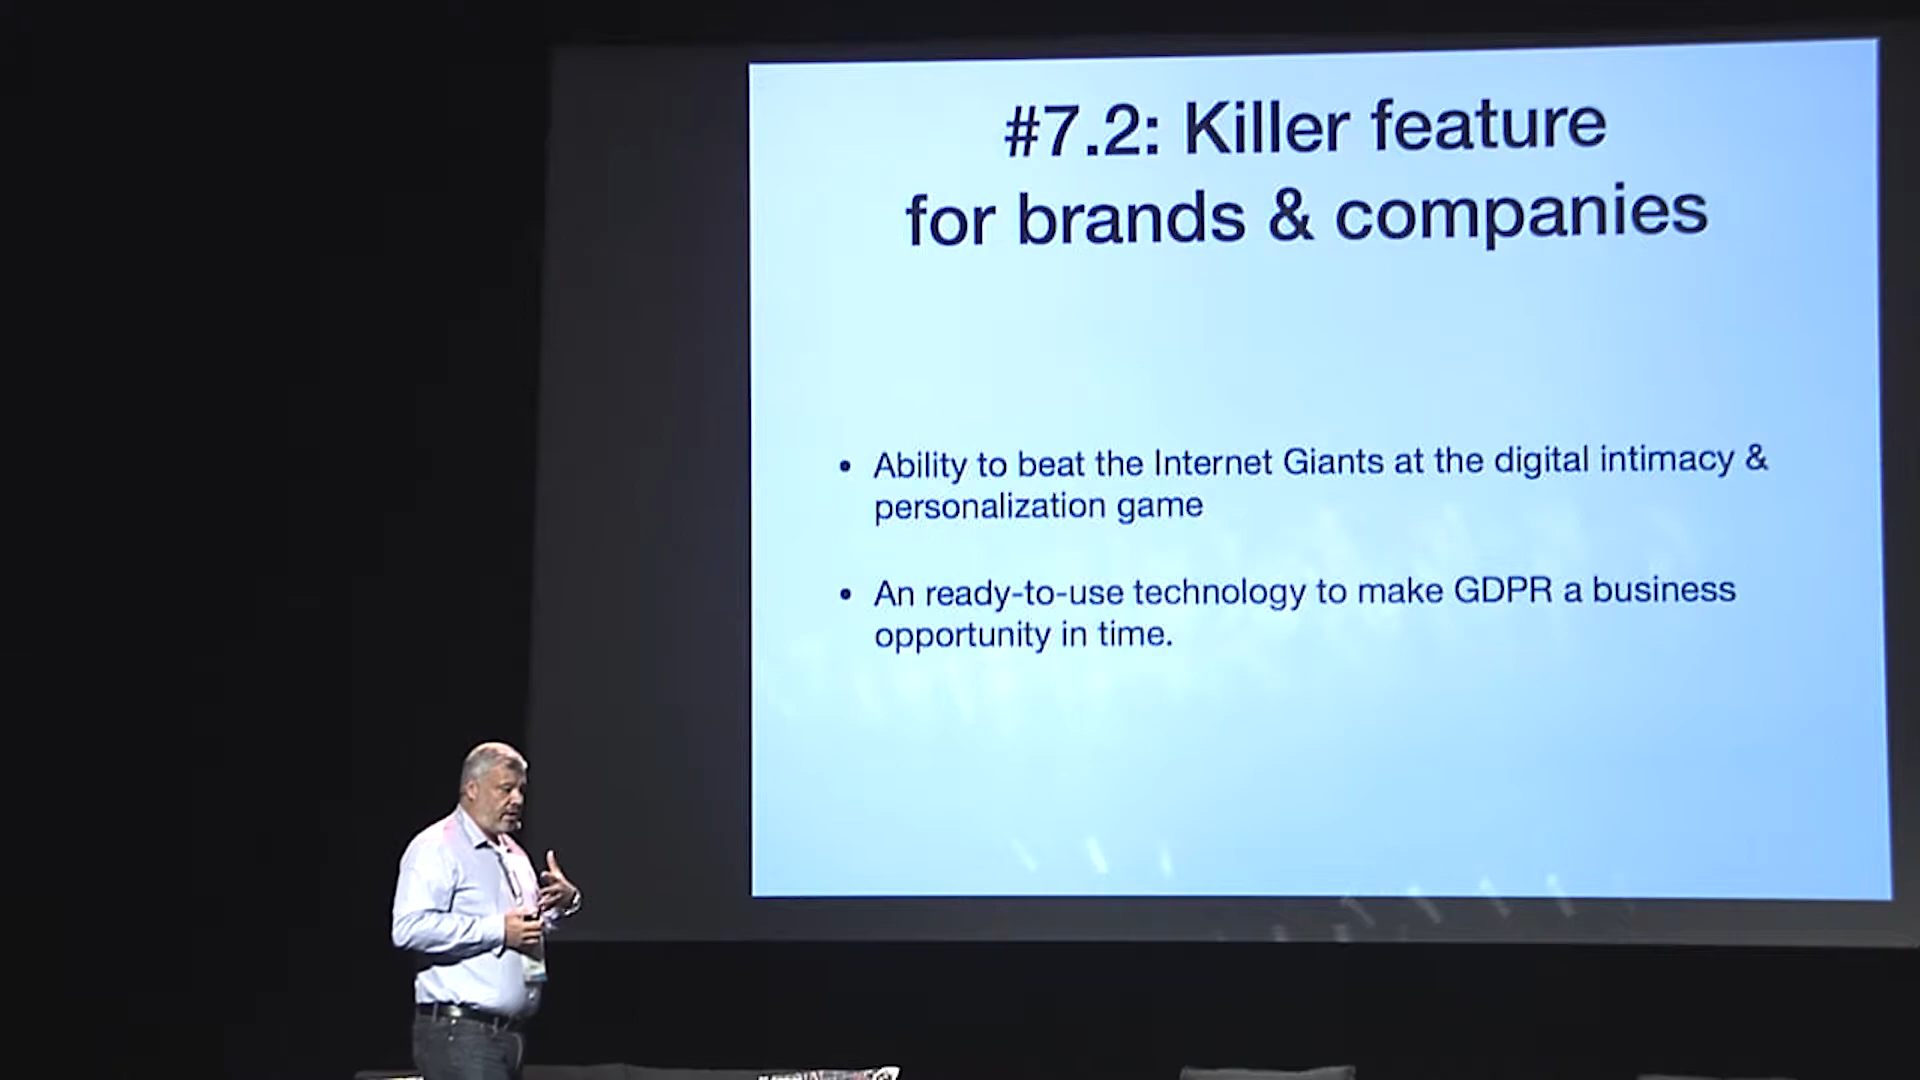 #7.2: Killer feature
for brands & companies
• Ability to beat the Internet Giants at the digital intimacy &
personalization game
• An ready-to-use technology to make GDPR a business
opportunity in time.